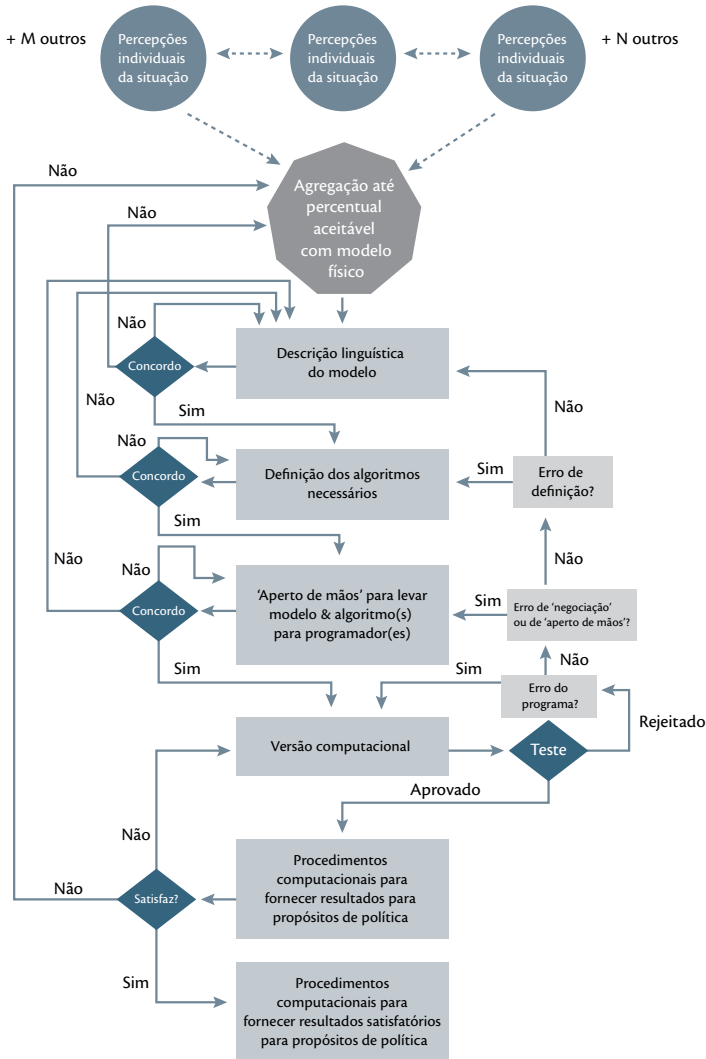 + M outros
Percepções
individuais
da situação
Percepções
individuais
da situação
Percepções
individuais
da situação
+ N outros
Não
Agregação até
percentual
aceitável
com modelo
físico
Não
Não
Concordo
Descrição linguística
do modelo
Não
Sim
Não
Não
Concordo
Definição dos algoritmos
necessários
Sim
Erro de
definição?
Sim
Não
Não
Não
Concordo
‘Aperto de mãos’ para levar
modelo & algoritmo(s)
para programador(es)
Sim
Erro de ‘negociação’
ou de ‘aperto de mãos’?
Sim
Sim
Não
Erro do
programa?
Rejeitado
Versão computacional
Teste
Aprovado
Não
Não
Satisfaz?
Procedimentos
computacionais para
fornecer resultados para
propósitos de política
Sim
Procedimentos
computacionais para
fornecer resultados satisfatórios
para propósitos de política